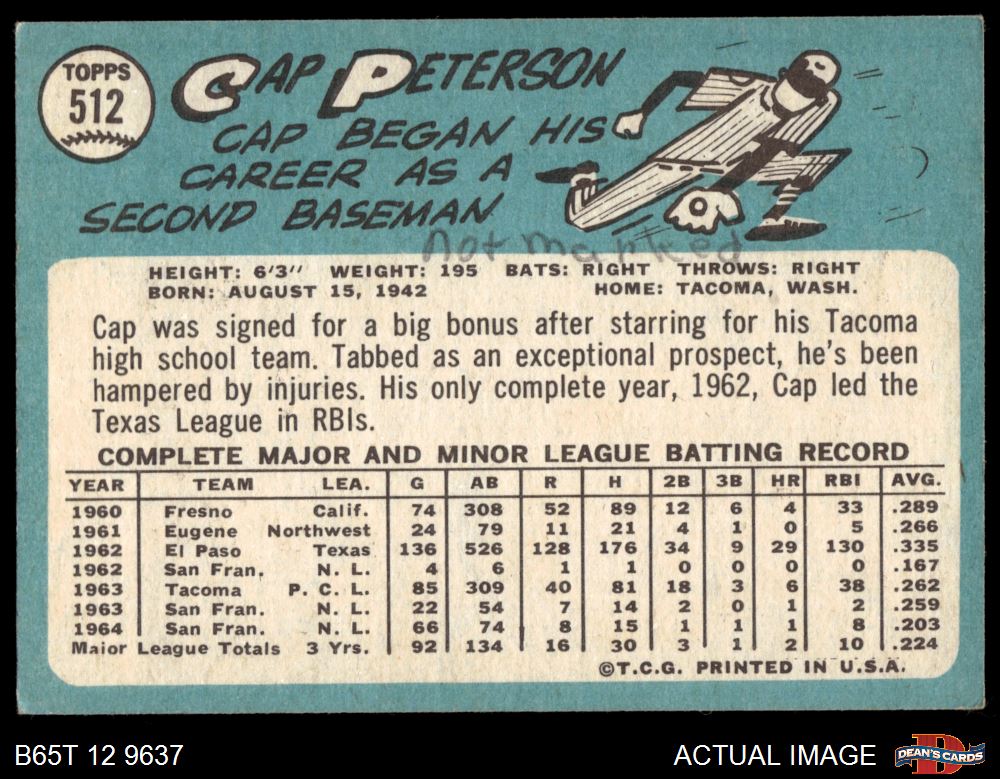 TOPPS
512
CAP PETERSON
CAP BEGAN HIS
CAREER AS A
SECOND BASEMAN
not marked
HEIGHT: 6'3" WEIGHT: 195 BATS: RIGHT THROWS: RIGHT
BORN: AUGUST 15, 1942 HOME: TACOMA, WASH.
Cap was signed for a big bonus after starring for his Tacoma
high school team. Tabbed as an exceptional prospect, he's been
hampered by injuries. His only complete year, 1962, Cap led the
Texas League in RBIs.
COMPLETE MAJOR AND MINOR LEAGUE BATTING RECORD
YEAR TEAM LEA. G AB R H 2B 3B HR RBI AVG.
1960 Fresno Calif. 74 308 52 89 12 6 4 33 .289
1961 Eugene Northwest 24 79 11 21 4 1 0 5 .266
1962 El Paso Texas 136 526 128 176 34 9 29 130 .335
1962 San Fran. N. L. 4 6 1 1 0 0 0 0 .167
1963 Tacoma P. C. L. 85 309 40 81 18 3 6 38 .262
1963 San Fran. N. L. 22 54 7 14 2 0 1 2 .259
1964 San Fran. N. L. 66 74 8 15 1 1 1 8 .203
Major League Totals 3 Yrs. 92 134 16 30 3 1 2 10 .224
©T.C.G. PRINTED IN U.S.A.
B65T 12 9637 ACTUAL IMAGE DEAN'S CARDS